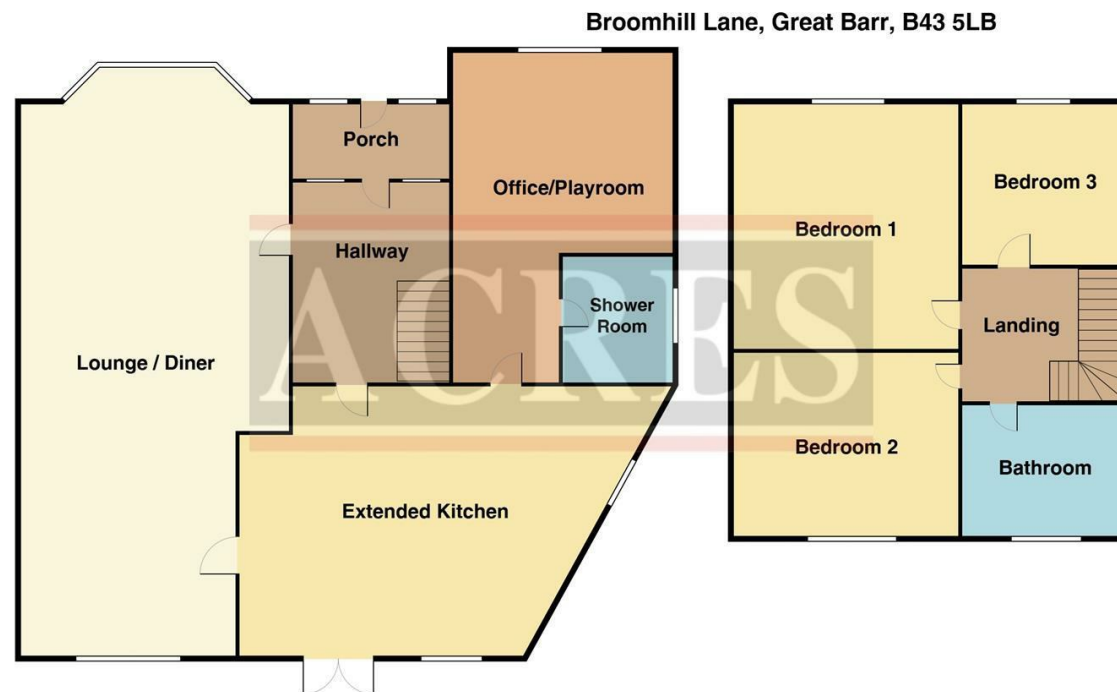 Broomhill Lane, Great Barr, B43 5LB
Porch
Office/Playroom
Hallway
Shower
Room
Lounge / Diner
Extended Kitchen
Bedroom 1
Bedroom 3
Landing
Bedroom 2
Bathroom
ACRES